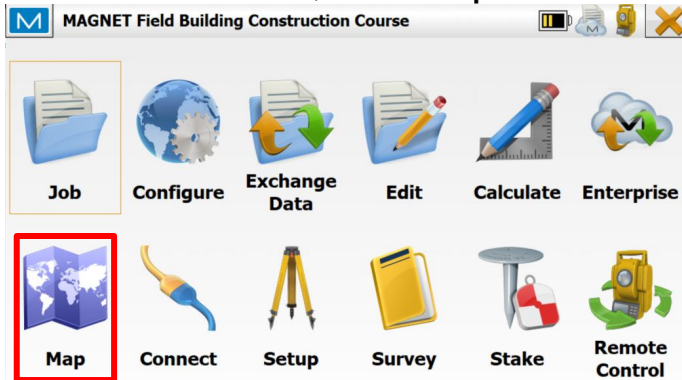 M MAGNET Field Building Construction Course M
Job Configure Exchange Data Edit Calculate Enterprise
Map Connect Setup Survey Stake Remote Control